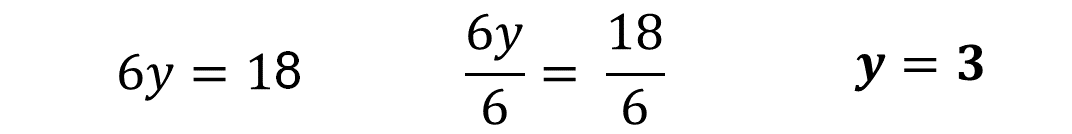 6y = 18    6y/6 = 18/6    y = 3